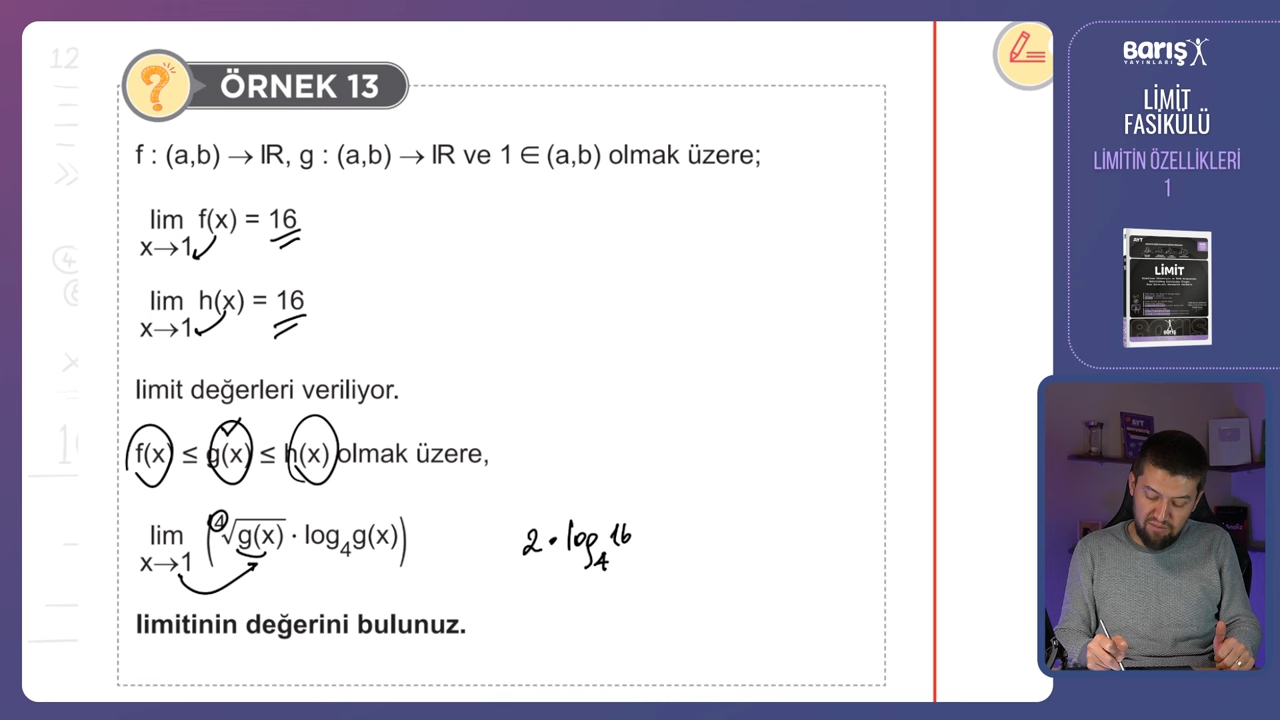 ÖRNEK 13
f : (a,b) → IR, g : (a,b) → IR ve 1 ∈ (a,b) olmak üzere;
lim f(x) = 16
x→1
lim h(x) = 16
x→1
limit değerleri veriliyor.
f(x) ≤ g(x) ≤ h(x) olmak üzere,
lim (⁴√g(x) · log₄g(x))
x→1
2 · log₄ 16
limitinin değerini bulunuz.
BARIŞ
YAYINLARI
LİMİT
FASİKÜLÜ
LİMİTİN ÖZELLİKLERİ
1
AYT
LİMİT
BARIŞ